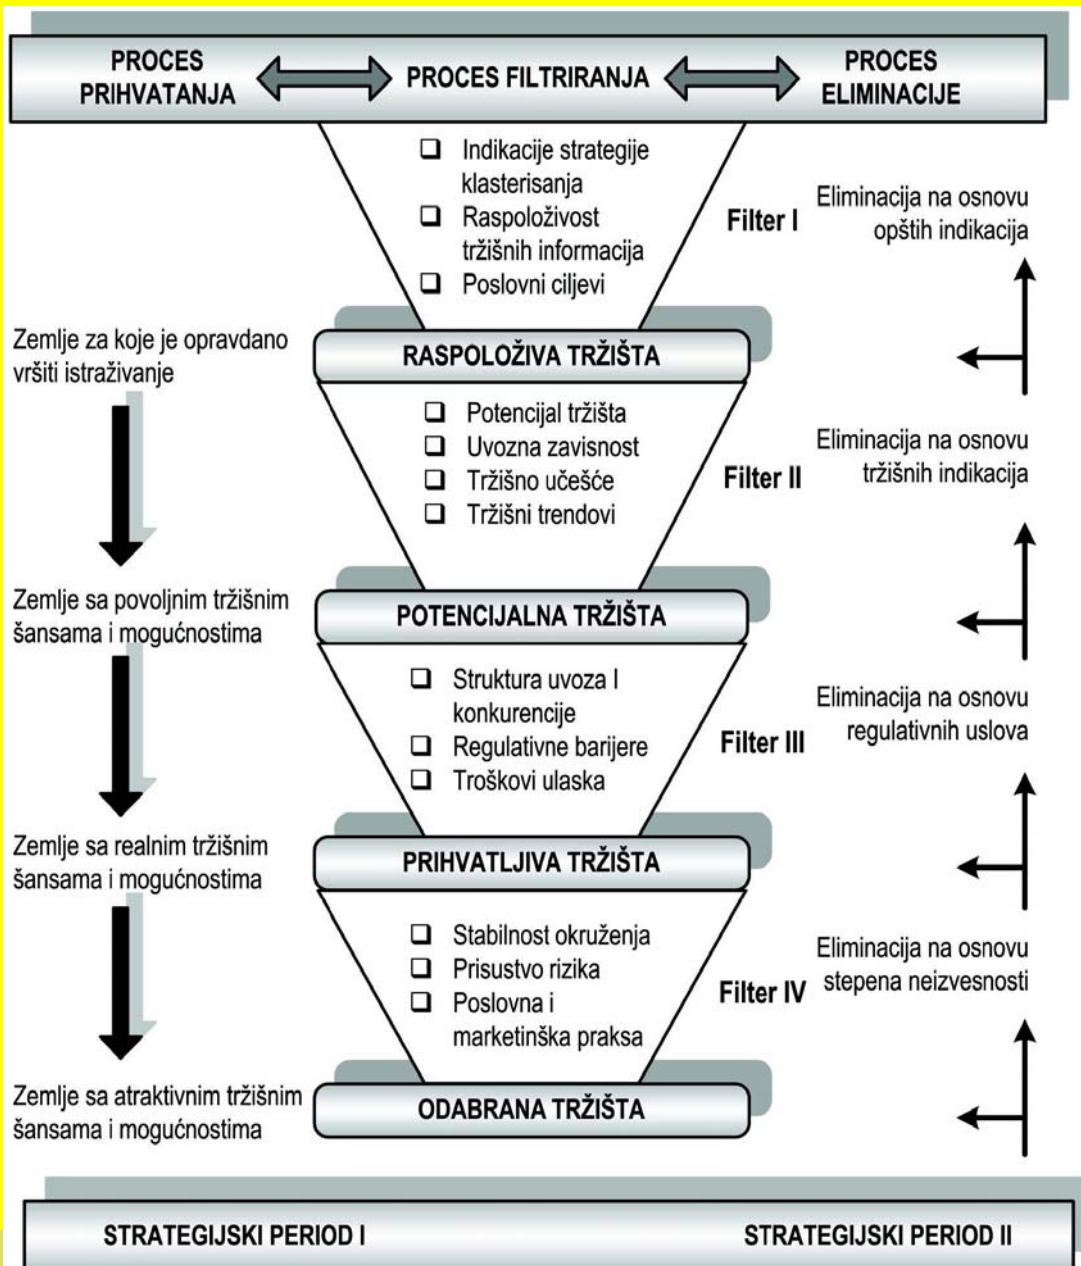 PROCES
PRIHVATANJA
PROCES FILTRIRANJA
PROCES
ELIMINACIJE
❑ Indikacije strategije
klasterisanja
❑ Raspoloživost
tržišnih informacija
❑ Poslovni ciljevi
Filter I
Eliminacija na osnovu
opštih indikacija
Zemlje za koje je opravdano
vršiti istraživanje
RASPOLOŽIVA TRŽIŠTA
❑ Potencijal tržišta
❑ Uvozna zavisnost
❑ Tržišno učešće
❑ Tržišni trendovi
Filter II
Eliminacija na osnovu
tržišnih indikacija
Zemlje sa povoljnim tržišnim
šansama i mogućnostima
POTENCIJALNA TRŽIŠTA
❑ Struktura uvoza I
konkurencije
❑ Regulativne barijere
❑ Troškovi ulaska
Filter III
Eliminacija na osnovu
regulativnih uslova
Zemlje sa realnim tržišnim
šansama i mogućnostima
PRIHVATLJIVA TRŽIŠTA
❑ Stabilnost okruženja
❑ Prisustvo rizika
❑ Poslovna i
marketinška praksa
Filter IV
Eliminacija na osnovu
stepena neizvesnosti
Zemlje sa atraktivnim tržišnim
šansama i mogućnostima
ODABRANA TRŽIŠTA
STRATEGIJSKI PERIOD I
STRATEGIJSKI PERIOD II